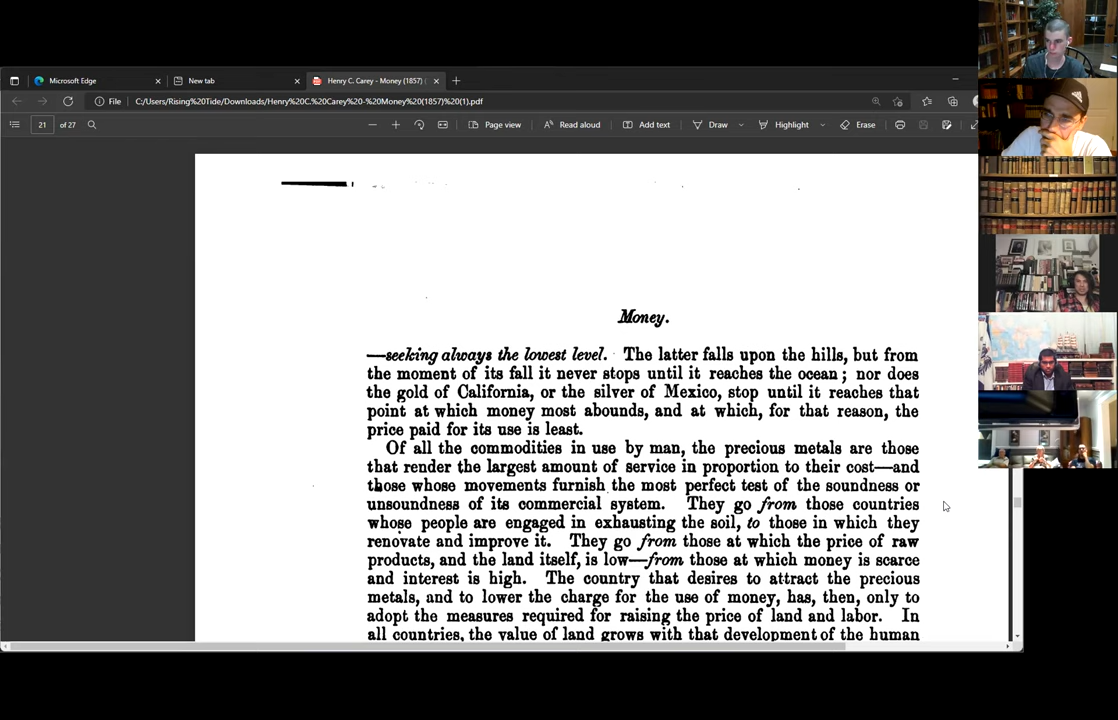 Microsoft Edge
New tab
Henry C. Carey - Money (1857) (
File
C:/Users/Rising%20Tide/Downloads/Henry%20C.%20Carey%20-%20Money%20(1857)%20(1).pdf
21 of 27
Page view
Read aloud
Add text
Draw
Highlight
Erase
Money.
—seeking always the lowest level. The latter falls upon the hills, but from
the moment of its fall it never stops until it reaches the ocean; nor does
the gold of California, or the silver of Mexico, stop until it reaches that
point at which money most abounds, and at which, for that reason, the
price paid for its use is least.
Of all the commodities in use by man, the precious metals are those
that render the largest amount of service in proportion to their cost—and
those whose movements furnish the most perfect test of the soundness or
unsoundness of its commercial system. They go from those countries
whose people are engaged in exhausting the soil, to those in which they
renovate and improve it. They go from those at which the price of raw
products, and the land itself, is low—from those at which money is scarce
and interest is high. The country that desires to attract the precious
metals, and to lower the charge for the use of money, has, then, only to
adopt the measures required for raising the price of land and labor. In
all countries, the value of land grows with that development of the human